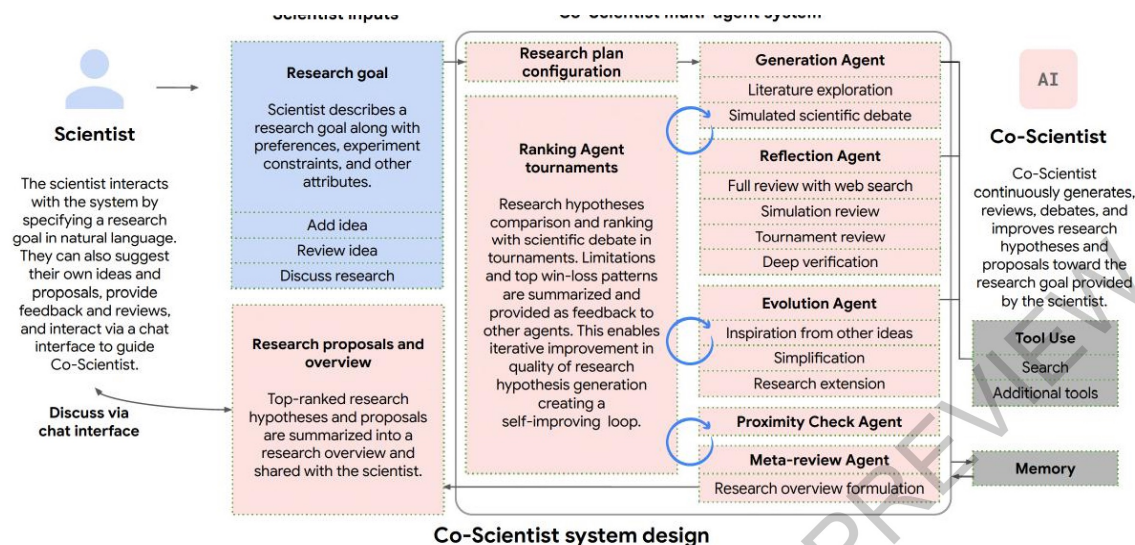 Scientist inputs
Co-Scientist multi-agent system
Scientist
The scientist interacts
with the system by
specifying a research
goal in natural language.
They can also suggest
their own ideas and
proposals, provide
feedback and reviews,
and interact via a chat
interface to guide
Co-Scientist.
Discuss via
chat interface
Research goal
Scientist describes a
research goal along with
preferences, experiment
constraints, and other
attributes.
Add idea
Review idea
Discuss research
Research proposals and
overview
Top-ranked research
hypotheses and proposals
are summarized into a
research overview and
shared with the scientist.
Research plan
configuration
Ranking Agent
tournaments
Research hypotheses
comparison and ranking
with scientific debate in
tournaments. Limitations
and top win-loss patterns
are summarized and
provided as feedback to
other agents. This enables
iterative improvement in
quality of research
hypothesis generation
creating a
self-improving loop.
Generation Agent
Literature exploration
Simulated scientific debate
Reflection Agent
Full review with web search
Simulation review
Tournament review
Deep verification
Evolution Agent
Inspiration from other ideas
Simplification
Research extension
Proximity Check Agent
Meta-review Agent
Research overview formulation
AI
Co-Scientist
Co-Scientist
continuously generates,
reviews, debates, and
improves research
hypotheses and
proposals toward the
research goal provided
by the scientist.
Tool Use
Search
Additional tools
Memory
Co-Scientist system design
PREVIEW